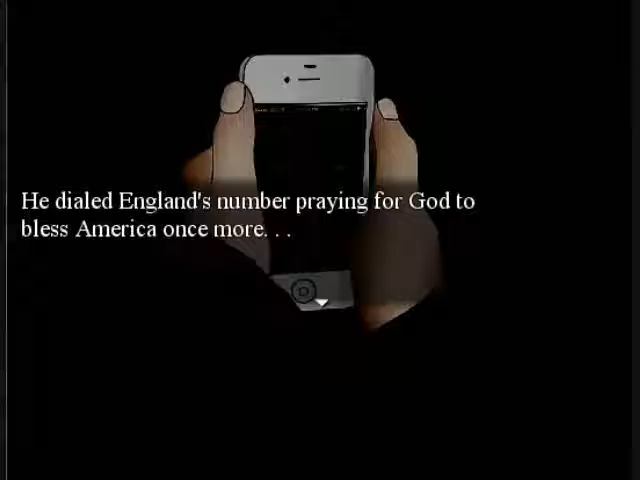 He dialed England's number praying for God to
bless America once more. . .